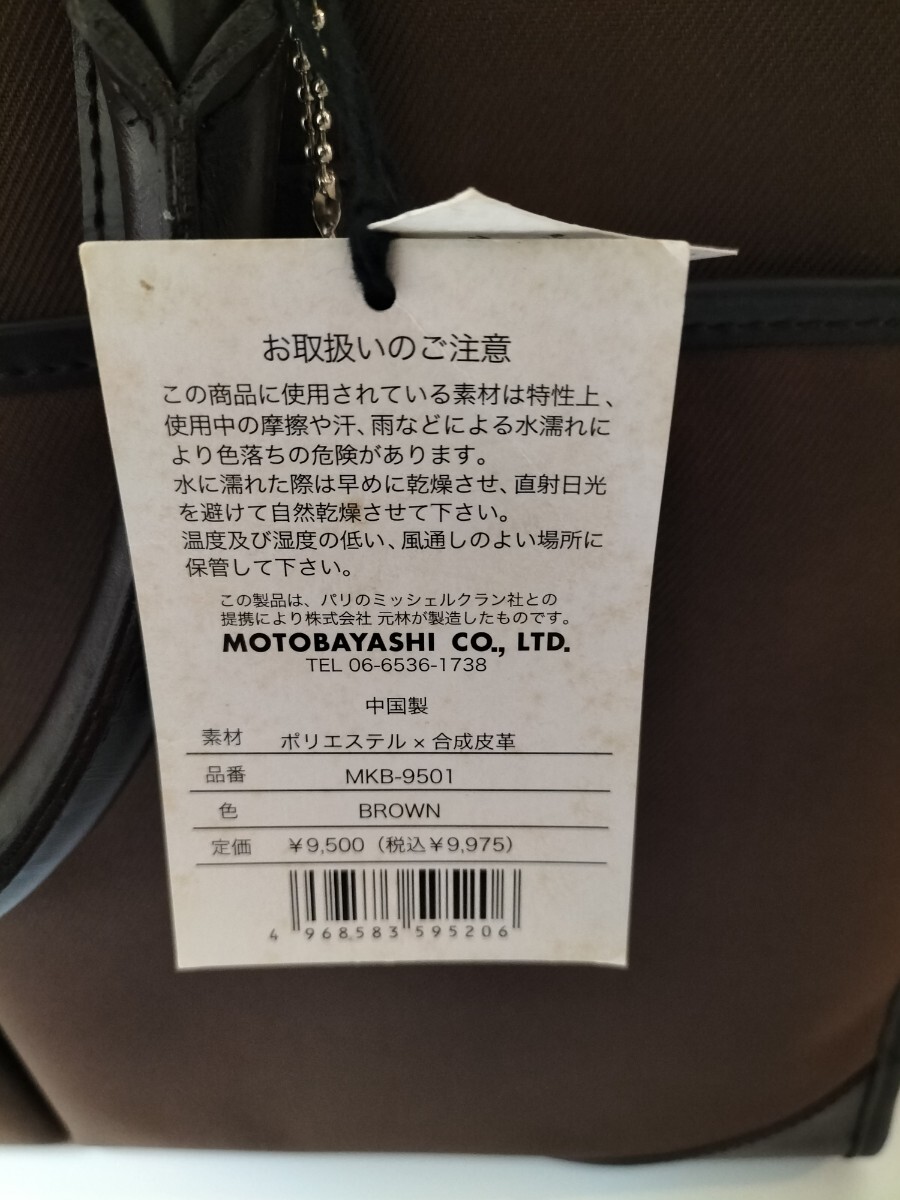 お取扱いのご注意
この商品に使用されている素材は特性上、
使用中の摩擦や汗、雨などによる水濡れに
より色落ちの危険があります。
水に濡れた際は早めに乾燥させ、直射日光
を避けて自然乾燥させて下さい。
温度及び湿度の低い、風通しのよい場所に
保管して下さい。
この製品は、パリのミッシェルクラン社との
提携により株式会社 元林が製造したものです。
MOTOBAYASHI CO., LTD.
TEL 06-6536-1738
中国製
素材 ポリエステル × 合成皮革
品番 MKB-9501
色 BROWN
定価 ￥9,500（税込￥9,975）
4 968583 595206